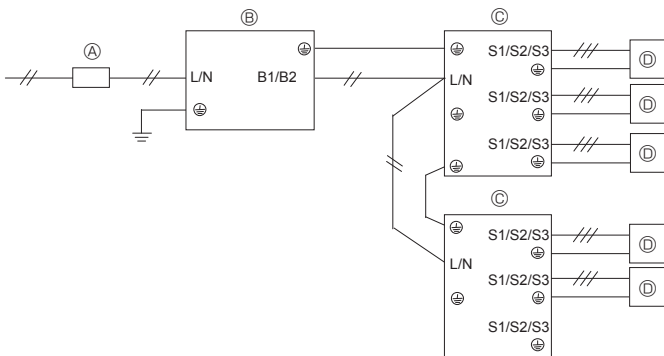 Ⓐ
Ⓑ
L/N
B1/B2
Ⓒ
L/N
S1/S2/S3
S1/S2/S3
S1/S2/S3
Ⓓ
Ⓓ
Ⓓ
Ⓒ
L/N
S1/S2/S3
S1/S2/S3
S1/S2/S3
Ⓓ
Ⓓ